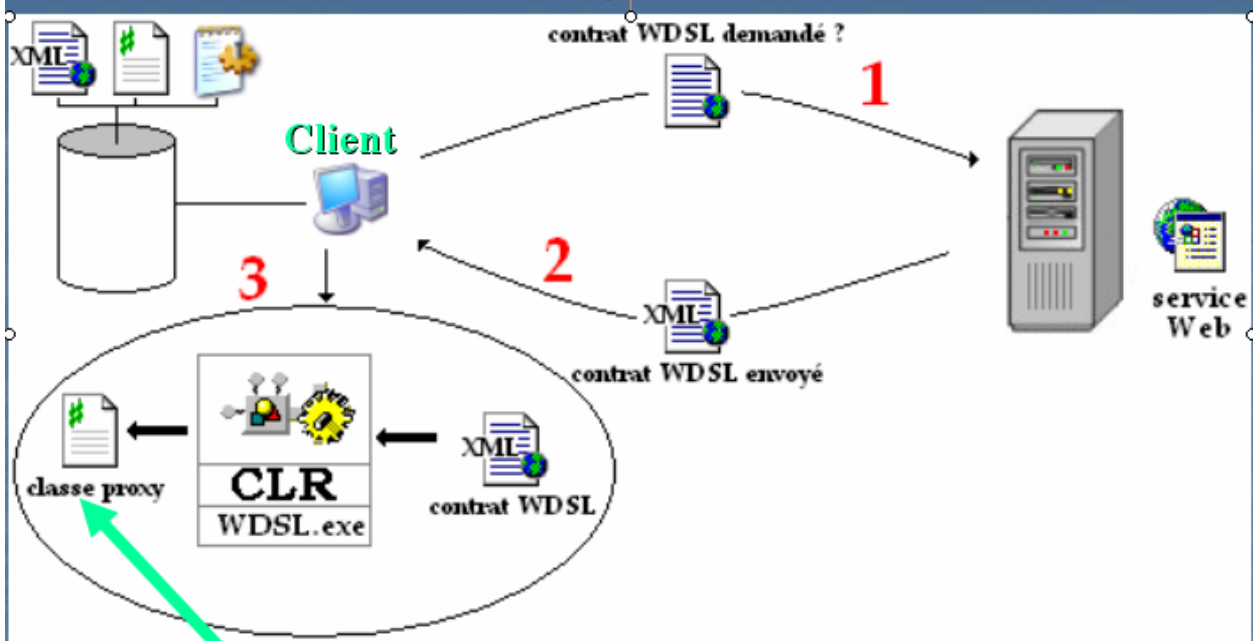 contrat WDSL demandé ?
XML
#
1
Client
2
3
XML
contrat WDSL envoyé
service
Web
#
classe proxy
CLR
WDSL.exe
XML
contrat WDSL